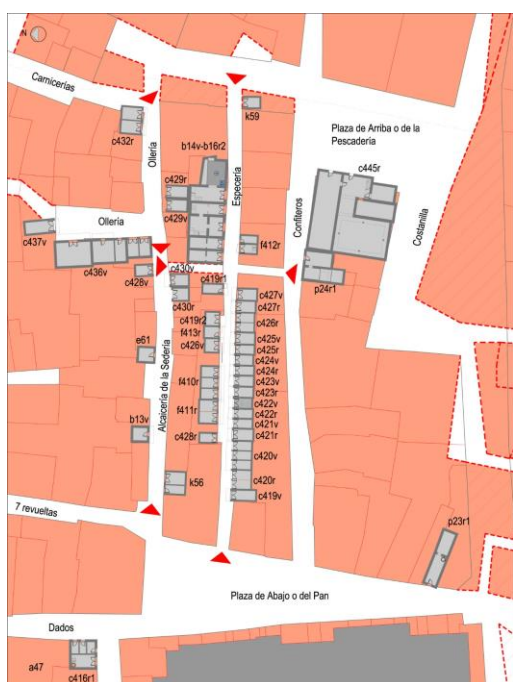 N
Carnicerías
k59
Plaza de Arriba o de la
Pescadería
c432r
Ollería
b14v-b16r2
Especería
c445r
c429r
Confiteros
Costanilla
c429v
Ollería
c437v
f412r
c436v
c430v
c428v
c419r1
p24r1
c430r
c427v
c427r
c419r2
c426r
f413r
c425v
c426v
e61
c425r
c424v
c424r
f410r
c423v
Alcaicería de la Sedería
c423r
c422v
f411r
c422r
b13v
c421v
c428r
c421r
c420v
k56
c420r
c419v
7 revueltas
p23r1
Plaza de Abajo o del Pan
Dados
a47
c416r1